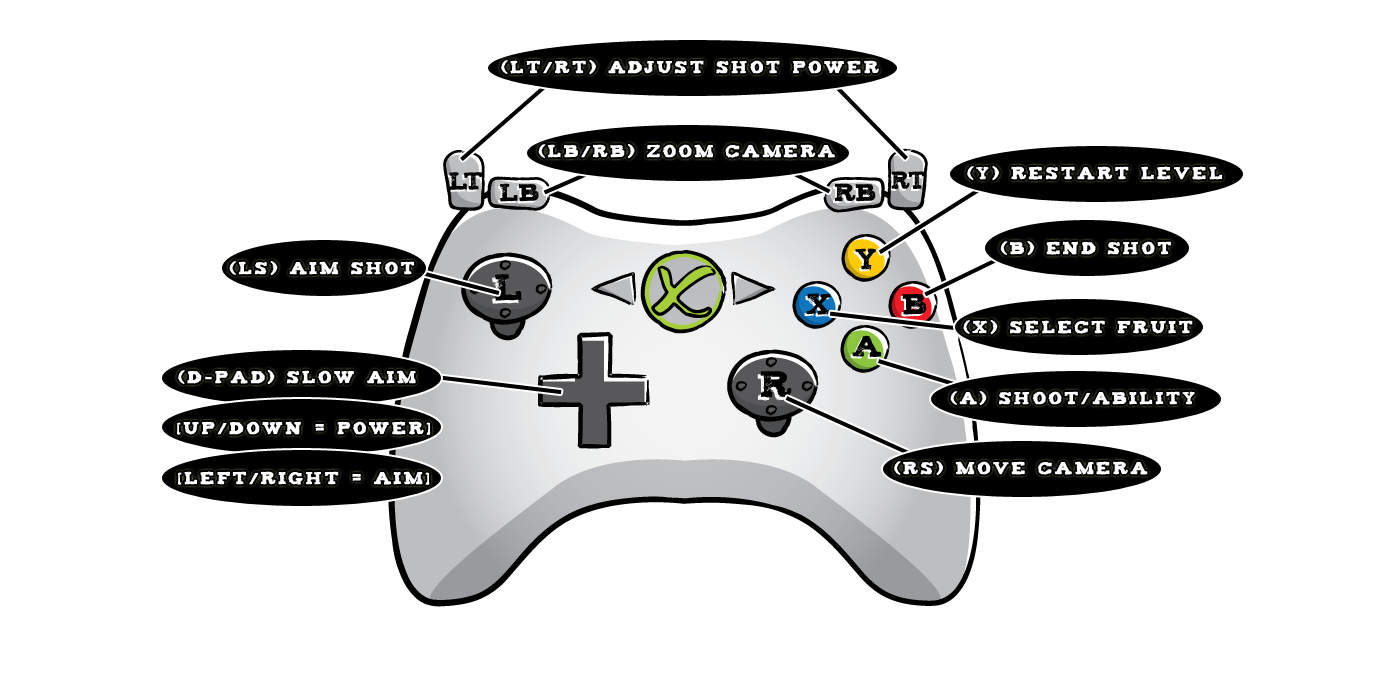 (LT/RT) ADJUST SHOT POWER
(LB/RB) ZOOM CAMERA
LT
LB
RB
RT
(Y) RESTART LEVEL
(B) END SHOT
(LS) AIM SHOT
L
X
Y
X
B
A
(X) SELECT FRUIT
(D-PAD) SLOW AIM
[UP/DOWN = POWER]
[LEFT/RIGHT = AIM]
R
(A) SHOOT/ABILITY
(RS) MOVE CAMERA